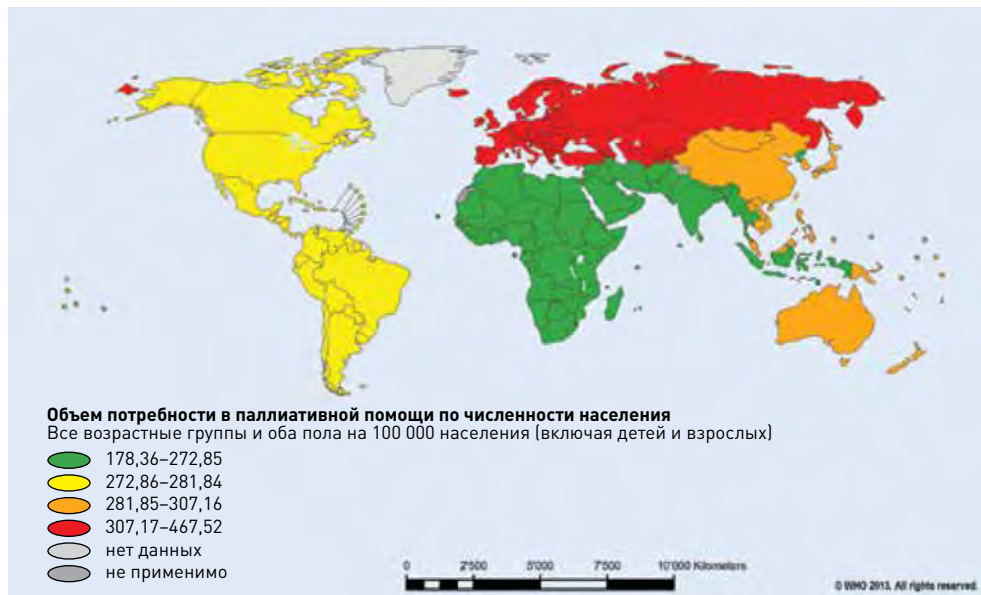 Объем потребности в паллиативной помощи по численности населения
Все возрастные группы и оба пола на 100 000 населения (включая детей и взрослых)
178,36–272,85
272,86–281,84
281,85–307,16
307,17–467,52
нет данных
не применимо
0 2'500 5'000 7'500 10'000 Kilometers
© WHO 2013. All rights reserved.